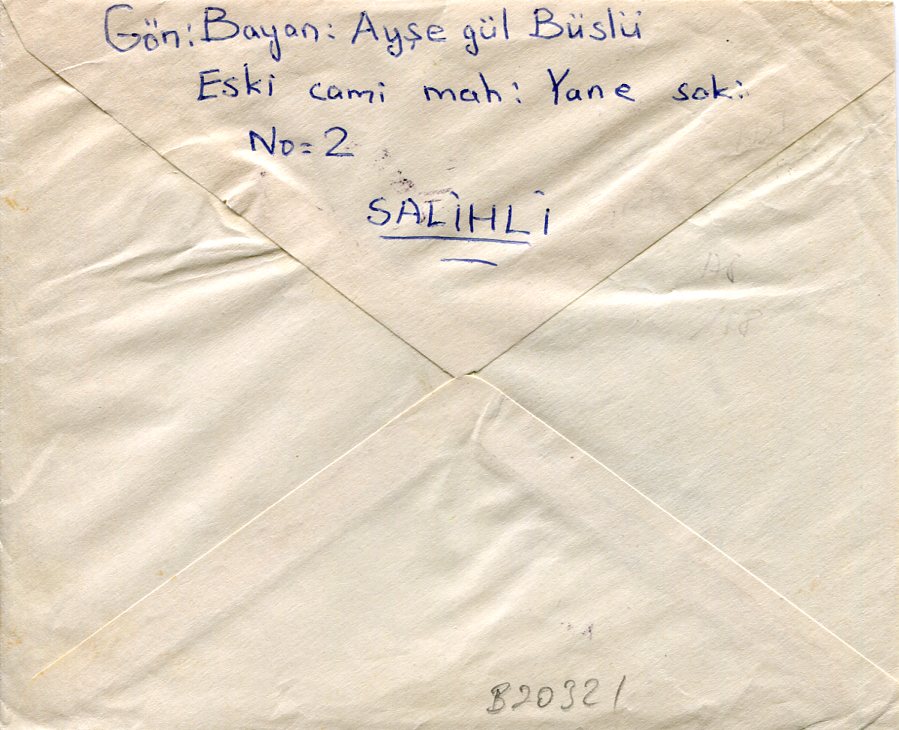 Gön: Bayan: Ayşe gül Büslü
Eski cami mah: Yane sok:
No=2
SALİHLİ
B20321